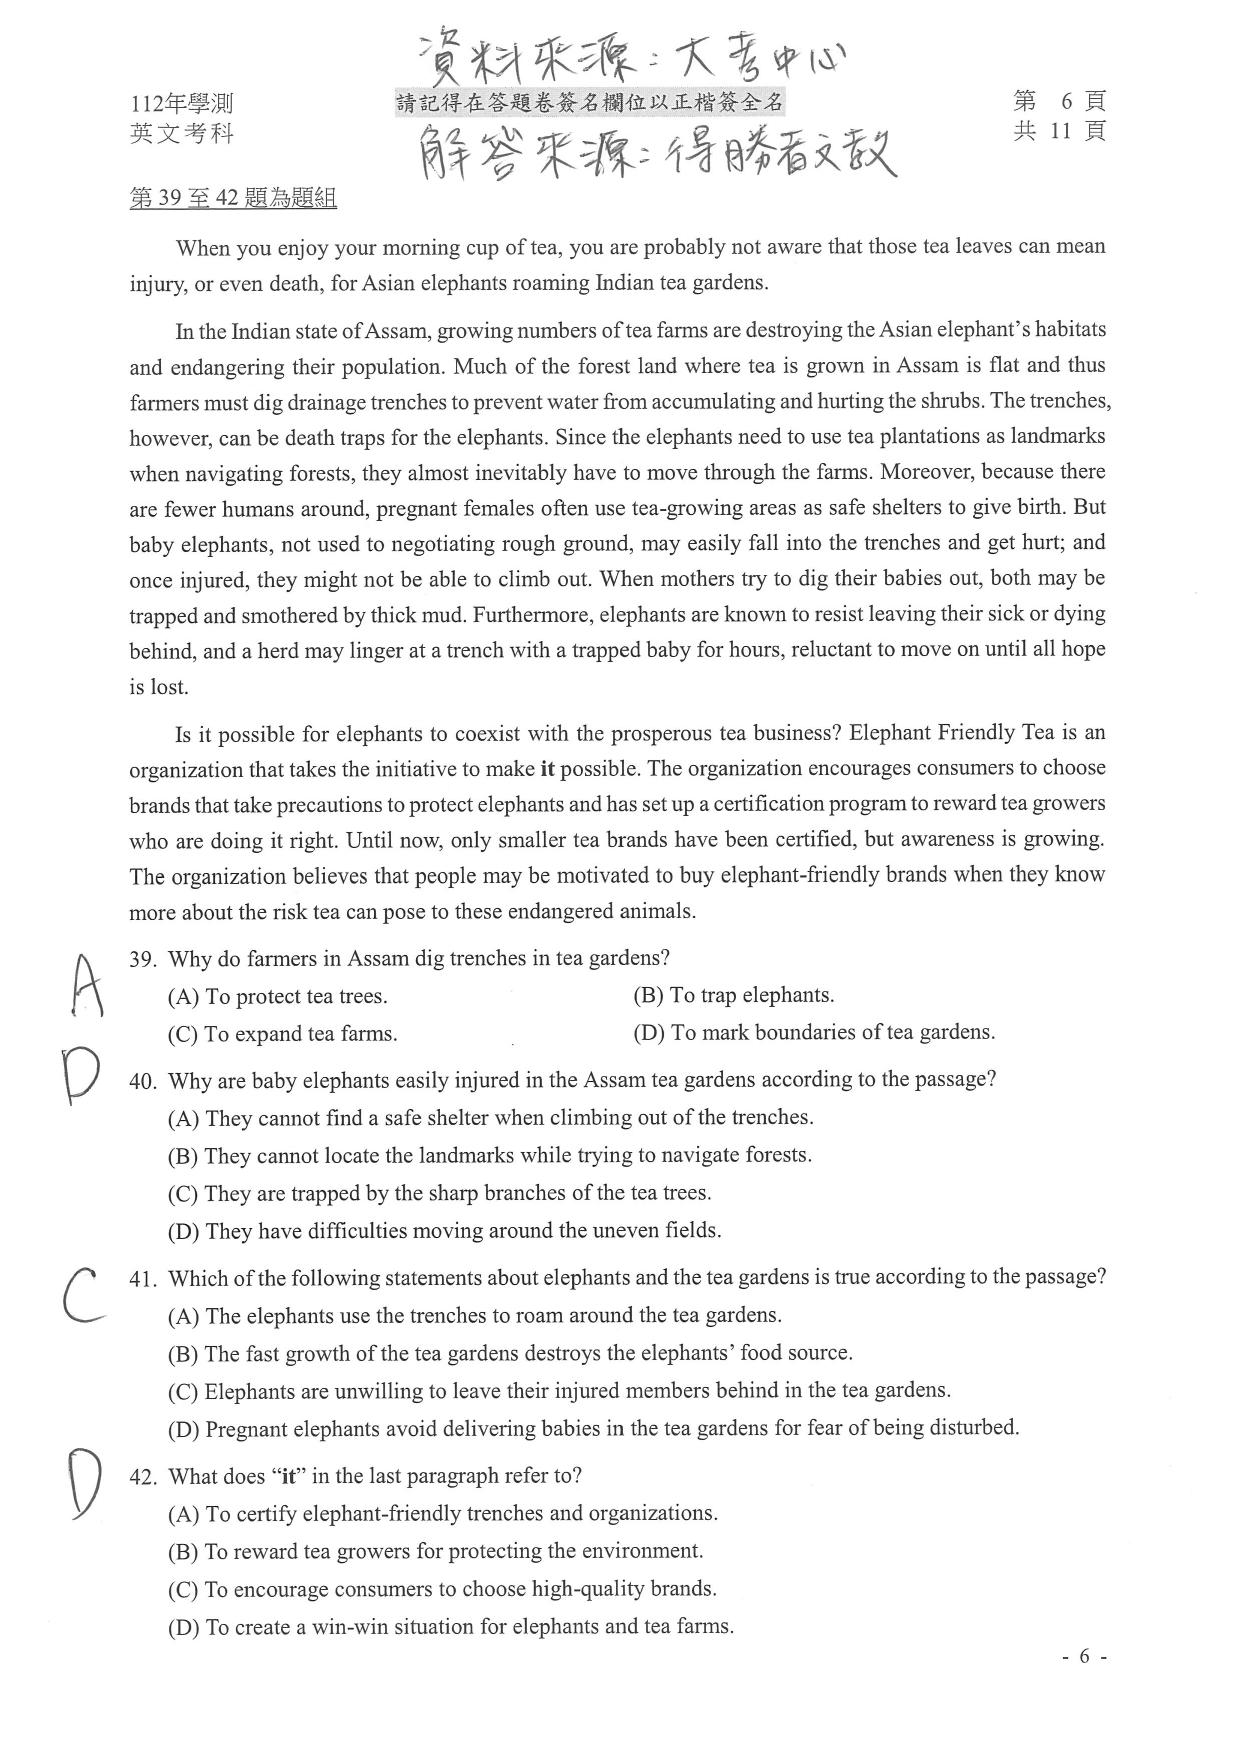 資料來源：大考中心
112年學測
請記得在答題卷簽名欄位以正楷簽全名
第 6 頁
英文考科
共 11 頁
解答來源：得勝者文教
第 39 至 42 題為題組
When you enjoy your morning cup of tea, you are probably not aware that those tea leaves can mean
injury, or even death, for Asian elephants roaming Indian tea gardens.
In the Indian state of Assam, growing numbers of tea farms are destroying the Asian elephant's habitats
and endangering their population. Much of the forest land where tea is grown in Assam is flat and thus
farmers must dig drainage trenches to prevent water from accumulating and hurting the shrubs. The trenches,
however, can be death traps for the elephants. Since the elephants need to use tea plantations as landmarks
when navigating forests, they almost inevitably have to move through the farms. Moreover, because there
are fewer humans around, pregnant females often use tea-growing areas as safe shelters to give birth. But
baby elephants, not used to negotiating rough ground, may easily fall into the trenches and get hurt; and
once injured, they might not be able to climb out. When mothers try to dig their babies out, both may be
trapped and smothered by thick mud. Furthermore, elephants are known to resist leaving their sick or dying
behind, and a herd may linger at a trench with a trapped baby for hours, reluctant to move on until all hope
is lost.
Is it possible for elephants to coexist with the prosperous tea business? Elephant Friendly Tea is an
organization that takes the initiative to make it possible. The organization encourages consumers to choose
brands that take precautions to protect elephants and has set up a certification program to reward tea growers
who are doing it right. Until now, only smaller tea brands have been certified, but awareness is growing.
The organization believes that people may be motivated to buy elephant-friendly brands when they know
more about the risk tea can pose to these endangered animals.
A
39. Why do farmers in Assam dig trenches in tea gardens?
(A) To protect tea trees. (B) To trap elephants.
(C) To expand tea farms. (D) To mark boundaries of tea gardens.
D
40. Why are baby elephants easily injured in the Assam tea gardens according to the passage?
(A) They cannot find a safe shelter when climbing out of the trenches.
(B) They cannot locate the landmarks while trying to navigate forests.
(C) They are trapped by the sharp branches of the tea trees.
(D) They have difficulties moving around the uneven fields.
C
41. Which of the following statements about elephants and the tea gardens is true according to the passage?
(A) The elephants use the trenches to roam around the tea gardens.
(B) The fast growth of the tea gardens destroys the elephants' food source.
(C) Elephants are unwilling to leave their injured members behind in the tea gardens.
(D) Pregnant elephants avoid delivering babies in the tea gardens for fear of being disturbed.
D
42. What does “it” in the last paragraph refer to?
(A) To certify elephant-friendly trenches and organizations.
(B) To reward tea growers for protecting the environment.
(C) To encourage consumers to choose high-quality brands.
(D) To create a win-win situation for elephants and tea farms.
- 6 -